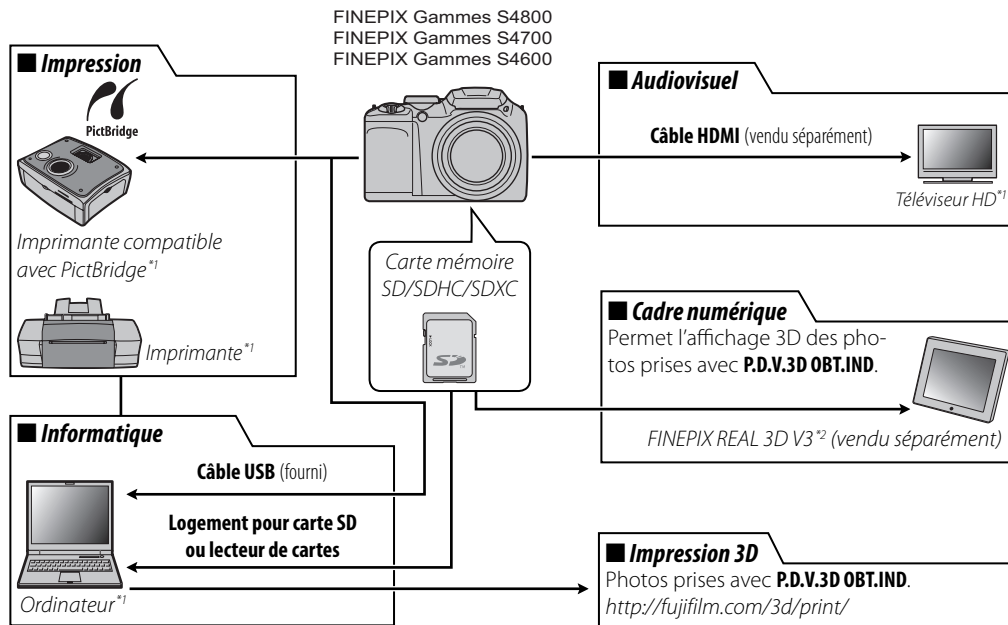 FINEPIX Gammes S4800
FINEPIX Gammes S4700
FINEPIX Gammes S4600
■ Impression
PictBridge
Imprimante compatible
avec PictBridge*1
Imprimante*1
■ Audiovisuel
Câble HDMI (vendu séparément)
Téléviseur HD*1
Carte mémoire
SD/SDHC/SDXC
SD
■ Cadre numérique
Permet l'affichage 3D des pho-
tos prises avec P.D.V.3D OBT.IND.
FINEPIX REAL 3D V3*2 (vendu séparément)
■ Informatique
Câble USB (fourni)
Logement pour carte SD
ou lecteur de cartes
Ordinateur*1
■ Impression 3D
Photos prises avec P.D.V.3D OBT.IND.
http://fujifilm.com/3d/print/